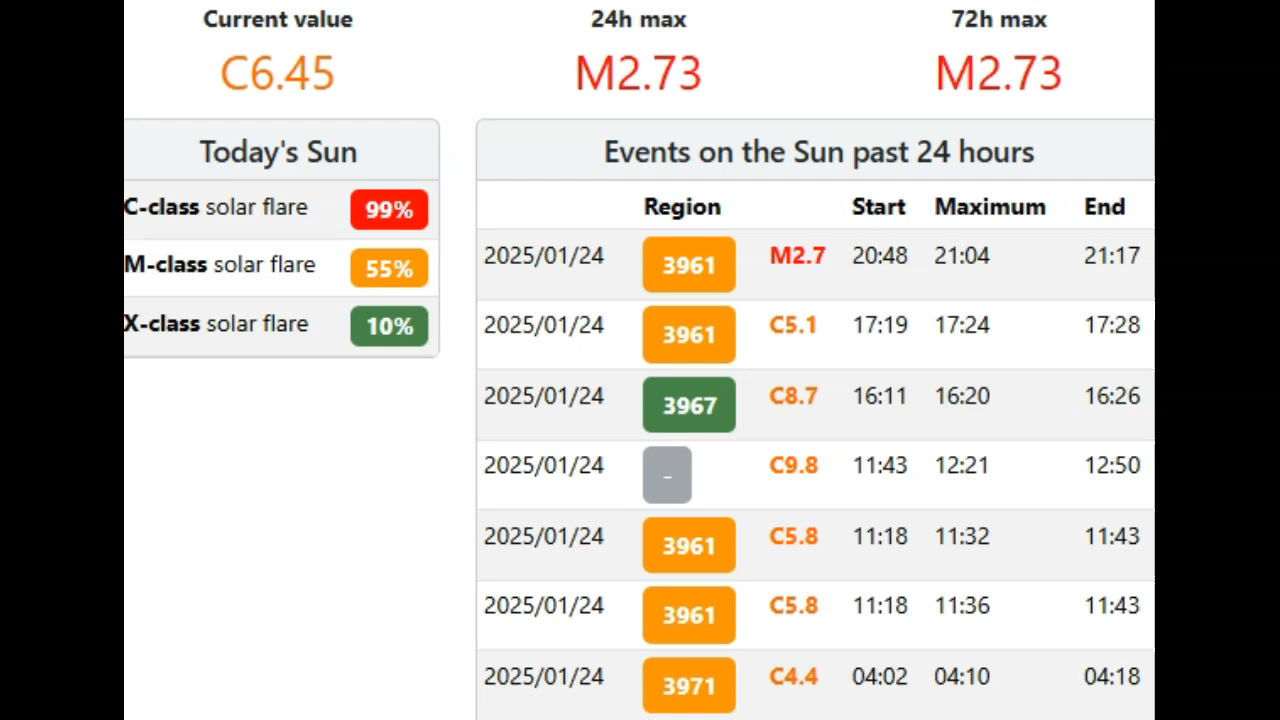 Current value 24h max 72h max
C6.45 M2.73 M2.73
Today's Sun
C-class solar flare 99%
M-class solar flare 55%
X-class solar flare 10%
Events on the Sun past 24 hours
Region Start Maximum End
2025/01/24 3961 M2.7 20:48 21:04 21:17
2025/01/24 3961 C5.1 17:19 17:24 17:28
2025/01/24 3967 C8.7 16:11 16:20 16:26
2025/01/24 - C9.8 11:43 12:21 12:50
2025/01/24 3961 C5.8 11:18 11:32 11:43
2025/01/24 3961 C5.8 11:18 11:36 11:43
2025/01/24 3971 C4.4 04:02 04:10 04:18